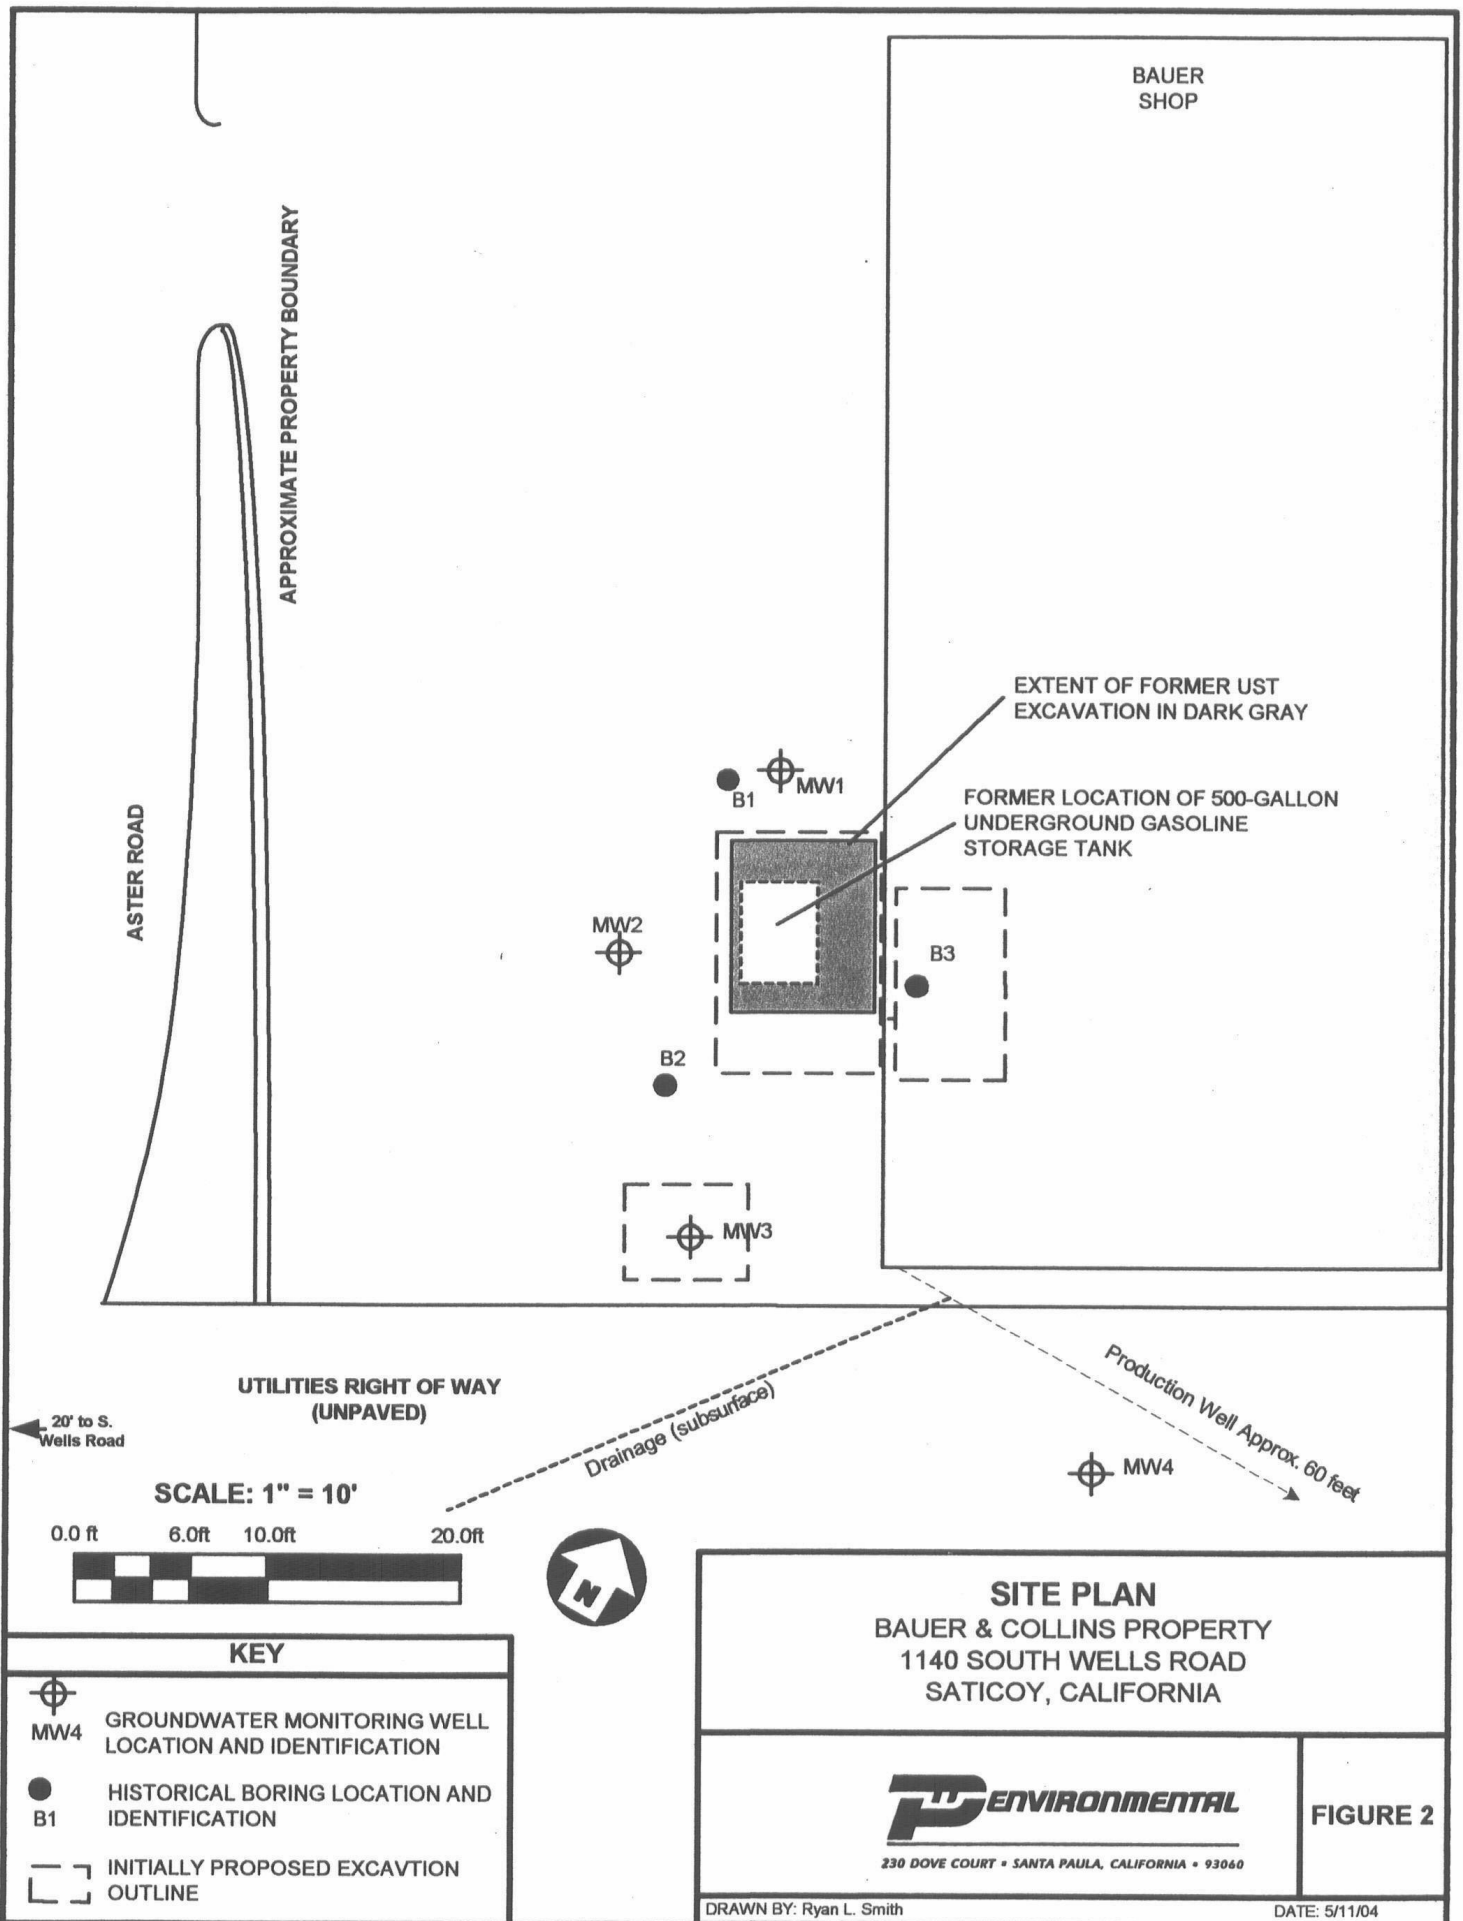 BAUER
SHOP
APPROXIMATE PROPERTY BOUNDARY
ASTER ROAD
EXTENT OF FORMER UST
EXCAVATION IN DARK GRAY
FORMER LOCATION OF 500-GALLON
UNDERGROUND GASOLINE
STORAGE TANK
MW1
B1
MW2
B3
B2
MW3
UTILITIES RIGHT OF WAY
(UNPAVED)
20' to S.
Wells Road
Drainage (subsurface)
Production Well Approx. 60 feet
MW4
SCALE: 1" = 10'
0.0 ft 6.0ft 10.0ft 20.0ft
N
KEY
MW4
GROUNDWATER MONITORING WELL
LOCATION AND IDENTIFICATION
B1
HISTORICAL BORING LOCATION AND
IDENTIFICATION
INITIALLY PROPOSED EXCAVTION
OUTLINE
SITE PLAN
BAUER & COLLINS PROPERTY
1140 SOUTH WELLS ROAD
SATICOY, CALIFORNIA
ENVIRONMENTAL
230 DOVE COURT • SANTA PAULA, CALIFORNIA • 93060
FIGURE 2
DRAWN BY: Ryan L. Smith
DATE: 5/11/04